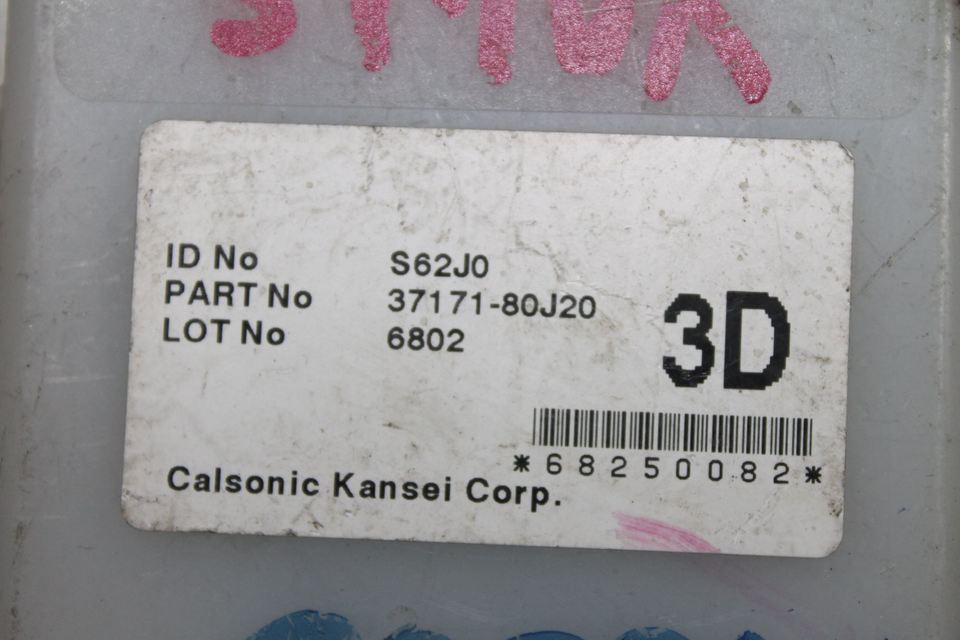 ID No S62J0
PART No 37171-80J20
LOT No 6802
3D
*68250082*
Calsonic Kansei Corp.